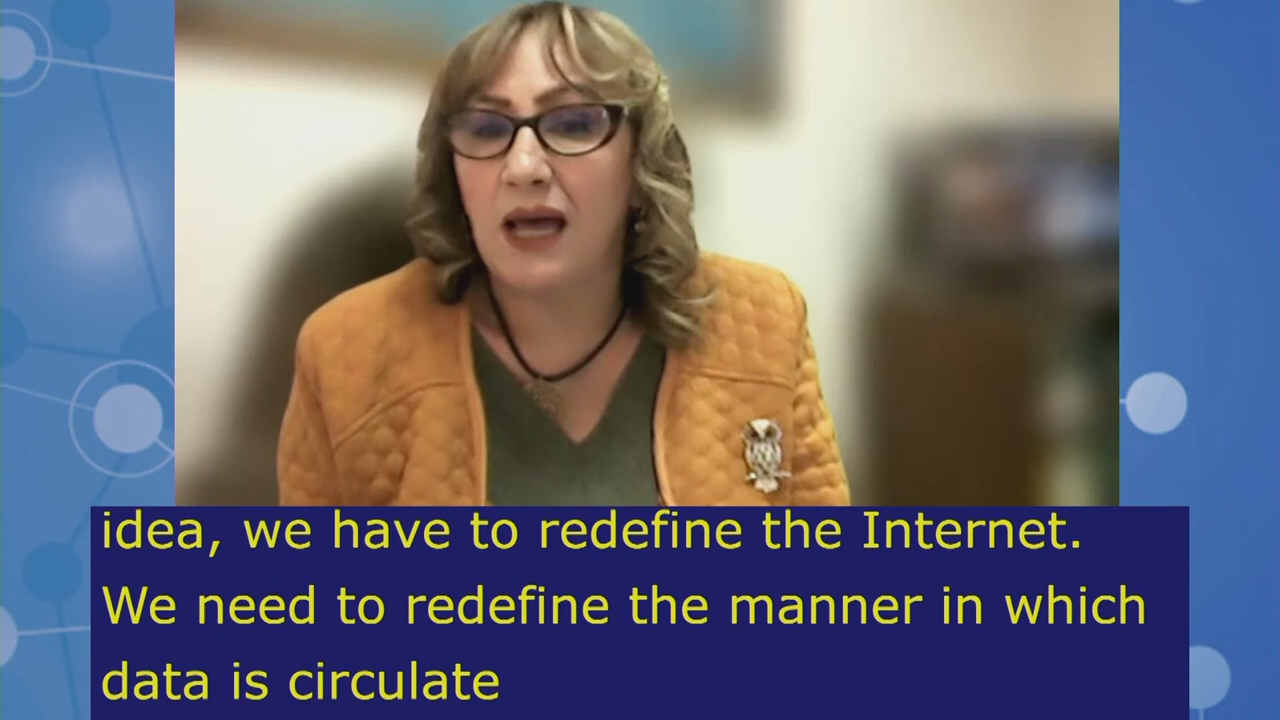 idea, we have to redefine the Internet.
We need to redefine the manner in which
data is circulate